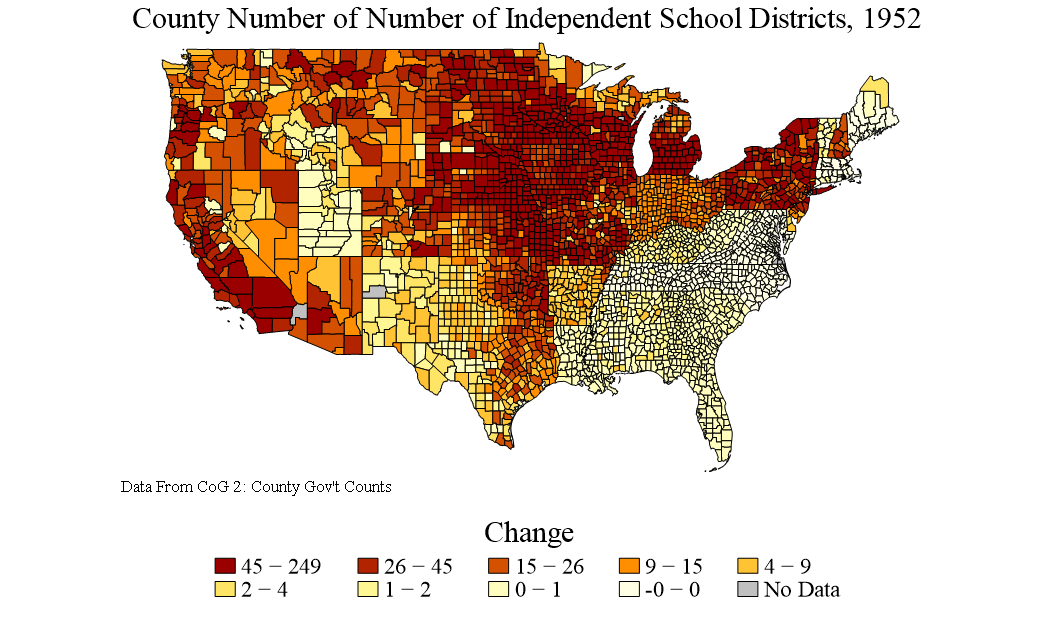 County Number of Number of Independent School Districts, 1952
Data From CoG 2: County Gov't Counts
Change
45 − 249 26 − 45 15 − 26 9 − 15 4 − 9
2 − 4 1 − 2 0 − 1 -0 − 0 No Data